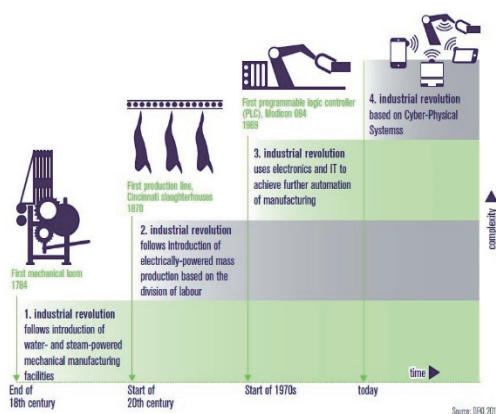 First mechanical loom
1784
1. industrial revolution
follows introduction of
water- and steam-powered
mechanical manufacturing
facilities
First production line,
Cincinnati slaughterhouses
1870
2. industrial revolution
follows introduction of
electrically-powered mass
production based on the
division of labour
First programmable logic controller
(PLC), Modicon 084
1969
3. industrial revolution
uses electronics and IT to
achieve further automation
of manufacturing
4. industrial revolution
based on Cyber-Physical
Systemss
complexity
time
End of
18th century
Start of
20th century
Start of 1970s
today
Source: